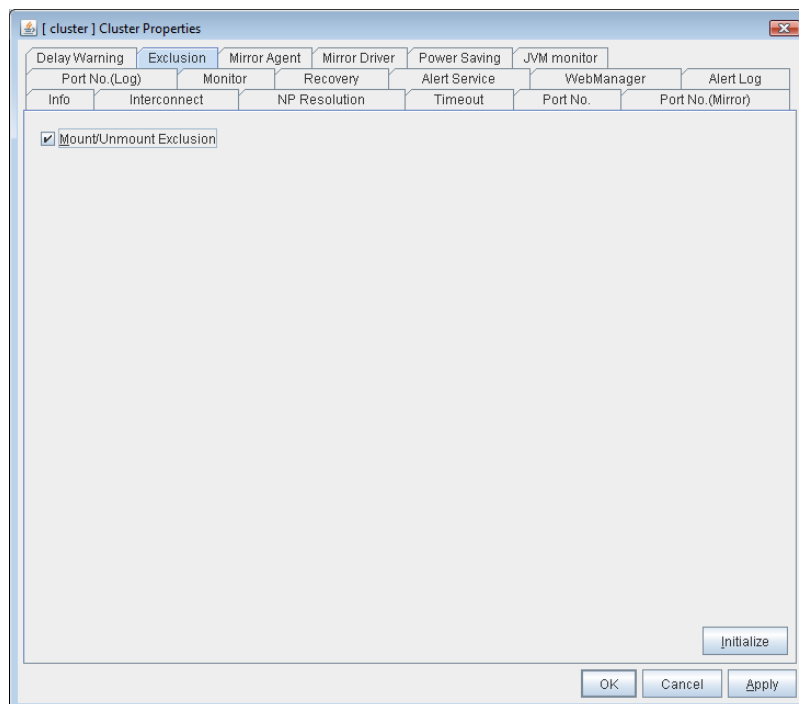 [ cluster ] Cluster Properties
Delay Warning Exclusion Mirror Agent Mirror Driver Power Saving JVM monitor
Port No.(Log) Monitor Recovery Alert Service WebManager Alert Log
Info Interconnect NP Resolution Timeout Port No. Port No.(Mirror)
Mount/Unmount Exclusion
Initialize
OK Cancel Apply